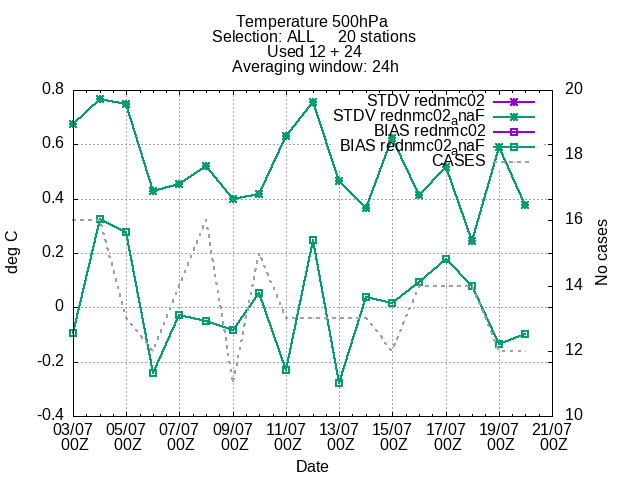 Temperature 500hPa
Selection: ALL 20 stations
Used 12 + 24
Averaging window: 24h
STDV rednmc02
STDV rednmc02_anaF
BIAS rednmc02
BIAS rednmc02_anaF
CASES
0.8
0.6
0.4
0.2
0
-0.2
-0.4
deg C
20
18
16
14
12
10
No cases
03/07 05/07 07/07 09/07 11/07 13/07 15/07 17/07 19/07 21/07
00Z 00Z 00Z 00Z 00Z 00Z 00Z 00Z 00Z 00Z
Date